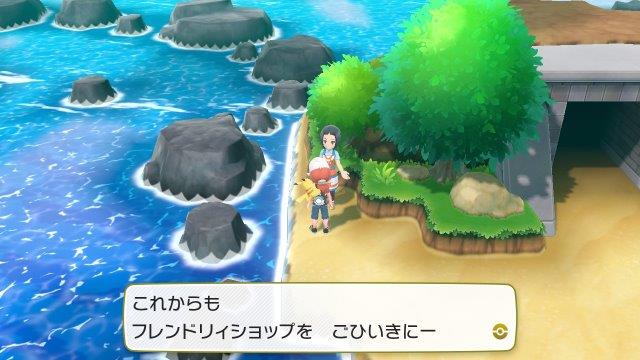 これからも
フレンドリィショップを　ごひいきにー